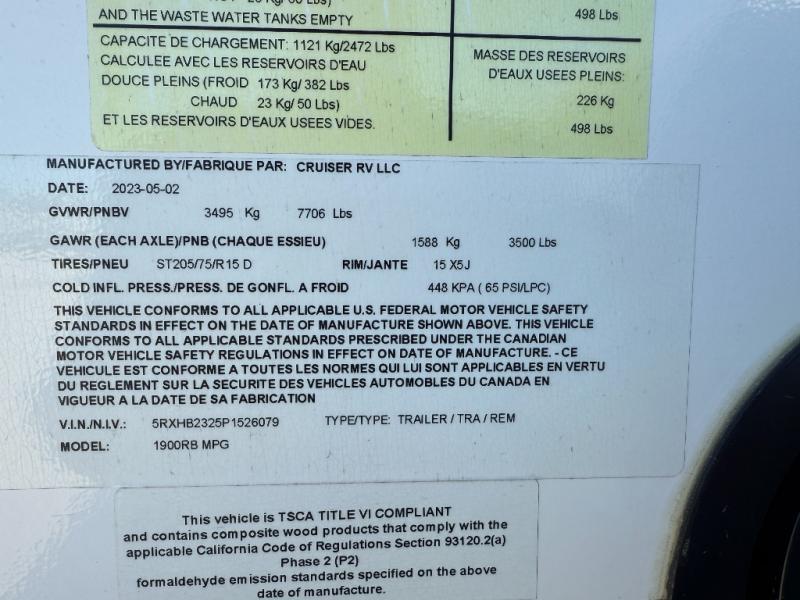 AND THE WASTE WATER TANKS EMPTY
498 Lbs
CAPACITE DE CHARGEMENT: 1121 Kg/2472 Lbs
CALCULEE AVEC LES RESERVOIRS D'EAU
DOUCE PLEINS (FROID 173 Kg/ 382 Lbs
CHAUD 23 Kg/ 50 Lbs)
ET LES RESERVOIRS D'EAUX USEES VIDES.
MASSE DES RESERVOIRS
D'EAUX USEES PLEINS:
226 Kg
498 Lbs
MANUFACTURED BY/FABRIQUE PAR: CRUISER RV LLC
DATE: 2023-05-02
GVWR/PNBV 3495 Kg 7706 Lbs
GAWR (EACH AXLE)/PNB (CHAQUE ESSIEU) 1588 Kg 3500 Lbs
TIRES/PNEU ST205/75/R15 D RIM/JANTE 15 X5J
COLD INFL. PRESS./PRESS. DE GONFL. A FROID 448 KPA ( 65 PSI/LPC)
THIS VEHICLE CONFORMS TO ALL APPLICABLE U.S. FEDERAL MOTOR VEHICLE SAFETY
STANDARDS IN EFFECT ON THE DATE OF MANUFACTURE SHOWN ABOVE. THIS VEHICLE
CONFORMS TO ALL APPLICABLE STANDARDS PRESCRIBED UNDER THE CANADIAN
MOTOR VEHICLE SAFETY REGULATIONS IN EFFECT ON DATE OF MANUFACTURE. - CE
VEHICULE EST CONFORME A TOUTES LES NORMES QUI LUI SONT APPLICABLES EN VERTU
DU REGLEMENT SUR LA SECURITE DES VEHICLES AUTOMOBILES DU CANADA EN
VIGUEUR A LA DATE DE SA FABRICATION
V.I.N./N.I.V.: 5RXHB2325P1526079 TYPE/TYPE: TRAILER / TRA / REM
MODEL: 1900RB MPG
This vehicle is TSCA TITLE VI COMPLIANT
and contains composite wood products that comply with the
applicable California Code of Regulations Section 93120.2(a)
Phase 2 (P2)
formaldehyde emission standards specified on the above
date of manufacture.